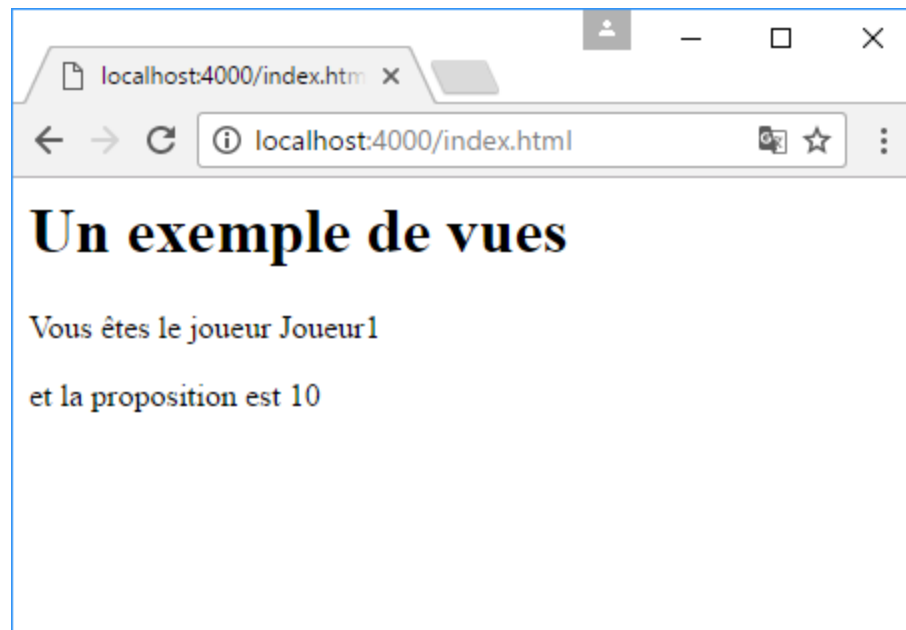 localhost:4000/index.htm
localhost:4000/index.html
Un exemple de vues
Vous êtes le joueur Joueur1
et la proposition est 10